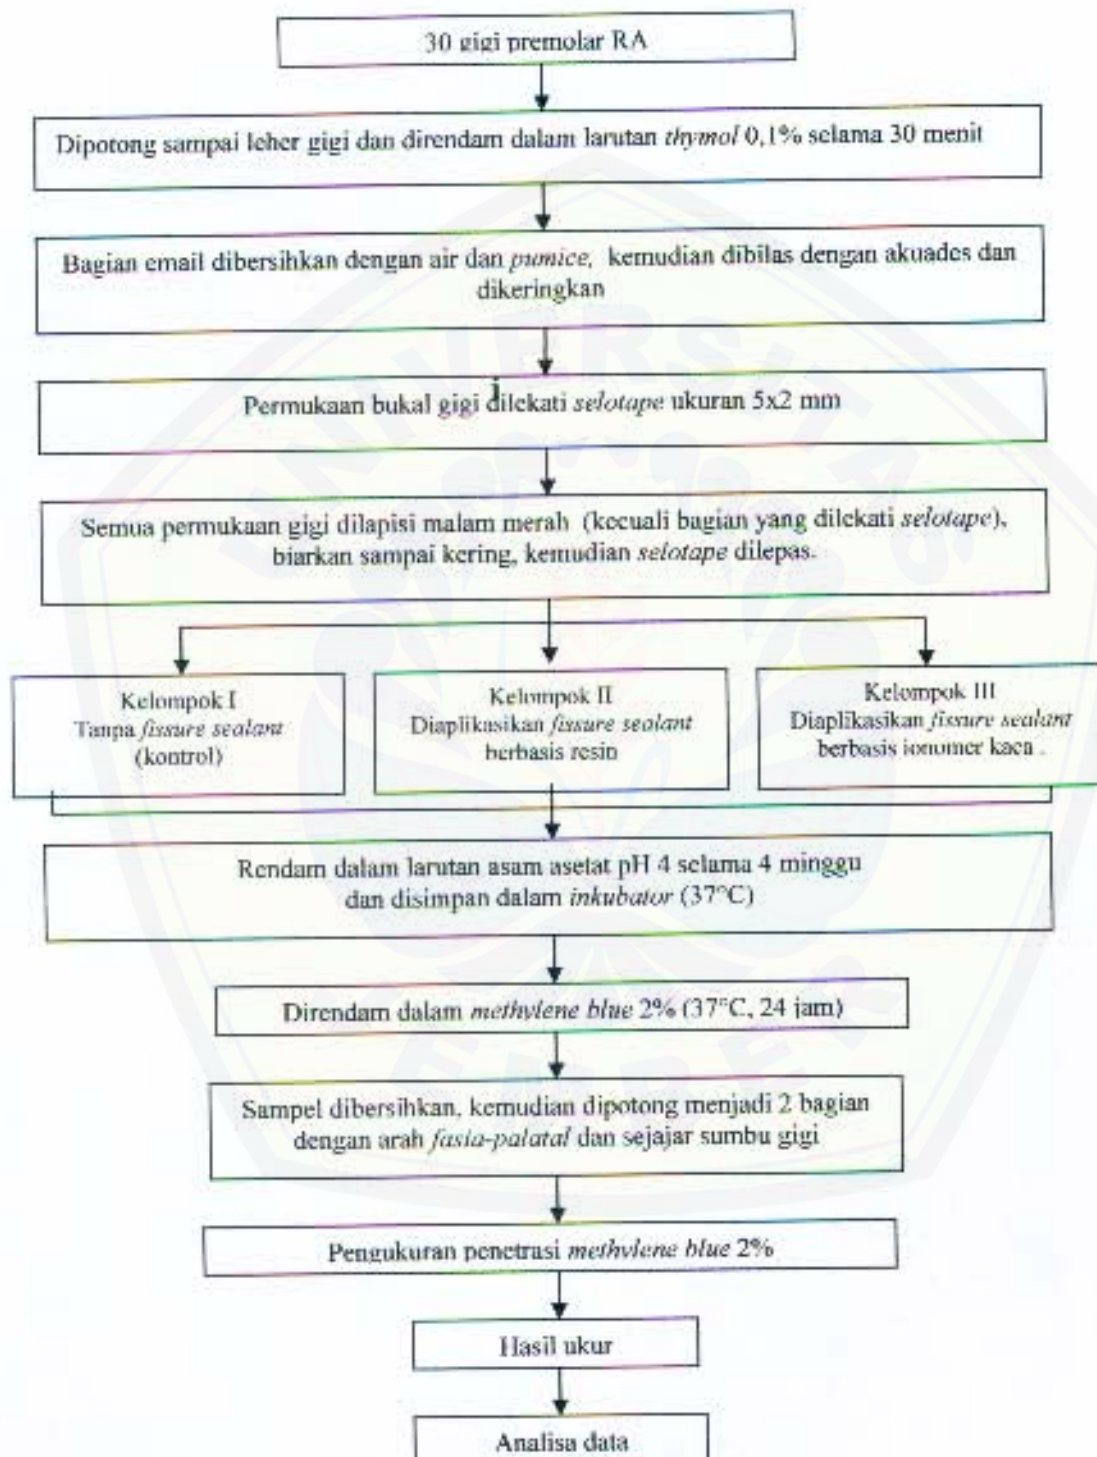 30 gigi premolar RA
Dipotong sampai leher gigi dan direndam dalam larutan thymol 0,1% selama 30 menit
Bagian email dibersihkan dengan air dan pumice, kemudian dibilas dengan akuades dan
dikeringkan
Permukaan bukal gigi dilekati selotape ukuran 5x2 mm
Semua permukaan gigi dilapisi malam merah (kecuali bagian yang dilekati selotape),
biarkan sampai kering, kemudian selotape dilepas.
Kelompok I
Tanpa fissure sealant
(kontrol)
Kelompok II
Diaplikasikan fissure sealant
berbasis resin
Kelompok III
Diaplikasikan fissure sealant
berbasis ionomer kaca .
Rendam dalam larutan asam asetat pH 4 selama 4 minggu
dan disimpan dalam inkubator (37°C)
Direndam dalam methylene blue 2% (37°C, 24 jam)
Sampel dibersihkan, kemudian dipotong menjadi 2 bagian
dengan arah fasia-palatal dan sejajar sumbu gigi
Pengukuran penetrasi methylene blue 2%
Hasil ukur
Analisa data
UNIVERSITAS
JEMBER